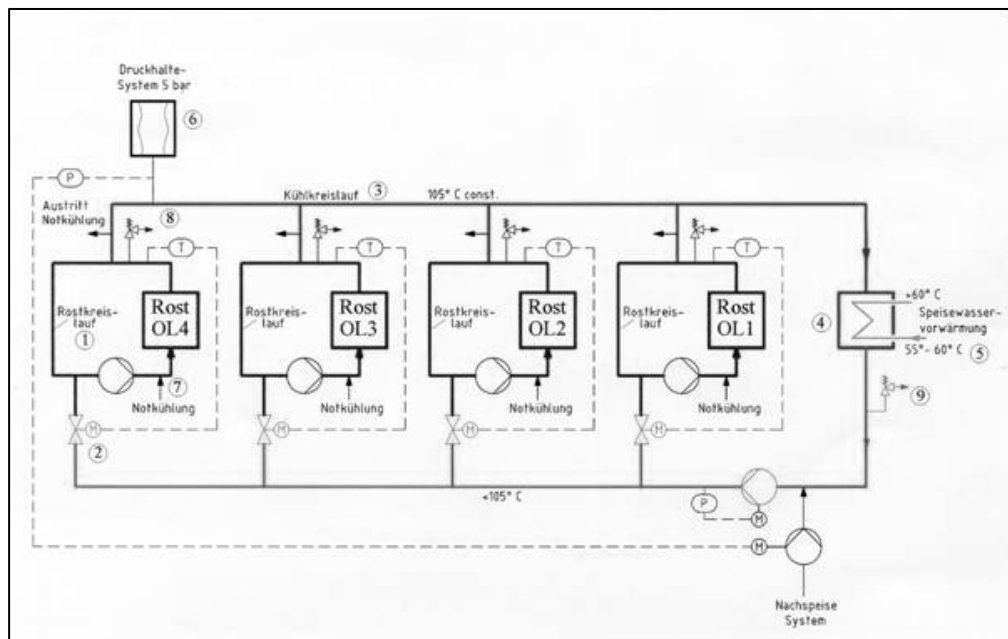 Druckhalte-
System 5 bar
6
P
Kühlkreislauf
3
105° C const.
Austritt
Notkühlung
8
T
T
T
T
Rostkreis-
lauf
1
Rost
OL4
Rostkreis-
lauf
Rost
OL3
Rostkreis-
lauf
Rost
OL2
Rostkreis-
lauf
Rost
OL1
4
>60° C
Speisewasser-
vorwärmung
55°- 60° C
5
7
Notkühlung
Notkühlung
Notkühlung
Notkühlung
9
M
M
M
M
2
<105° C
P
M
M
Nachspeise
System